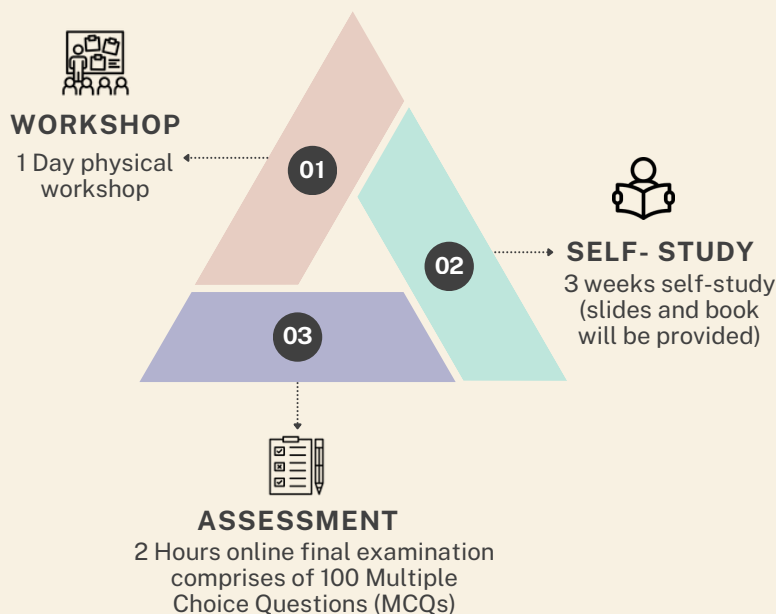 01
WORKSHOP
1 Day physical
workshop
02
SELF- STUDY
3 weeks self-study
(slides and book
will be provided)
03
ASSESSMENT
2 Hours online final examination
comprises of 100 Multiple
Choice Questions (MCQs)